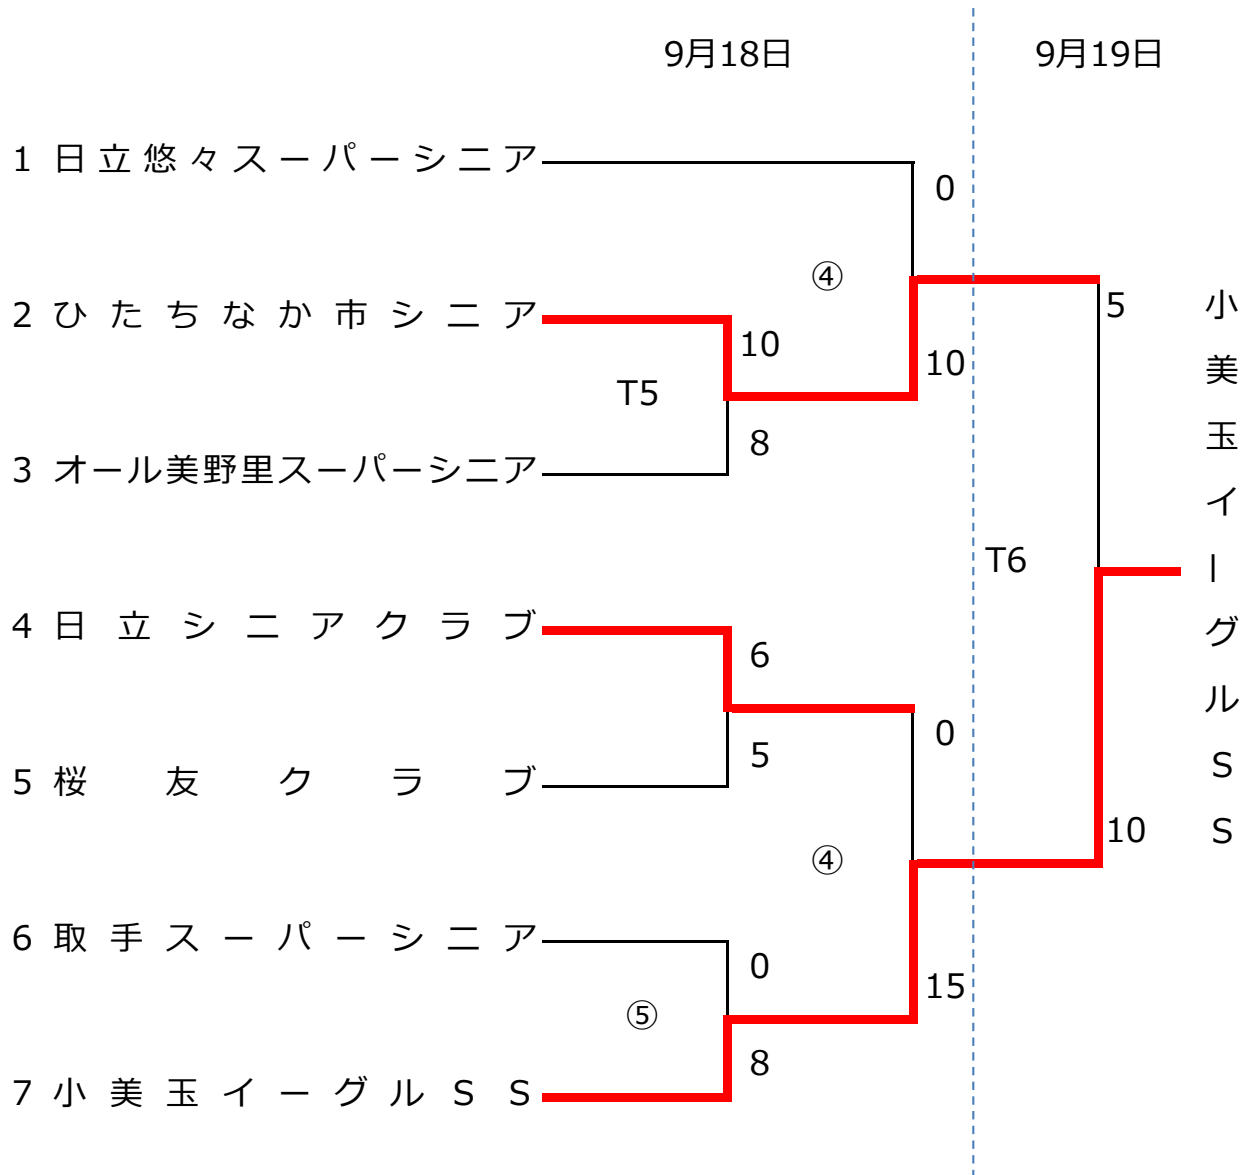 9月18日
9月19日
1 日立悠々スーパーシニア
0
④
2 ひたちなか市シニア
10
10
T5
8
3 オール美野里スーパーシニア
5
小美玉イーグルSS
T6
4 日立シニアクラブ
6
0
5
5 桜友クラブ
10
④
6 取手スーパーシニア
0
15
⑤
8
7 小美玉イーグルSS